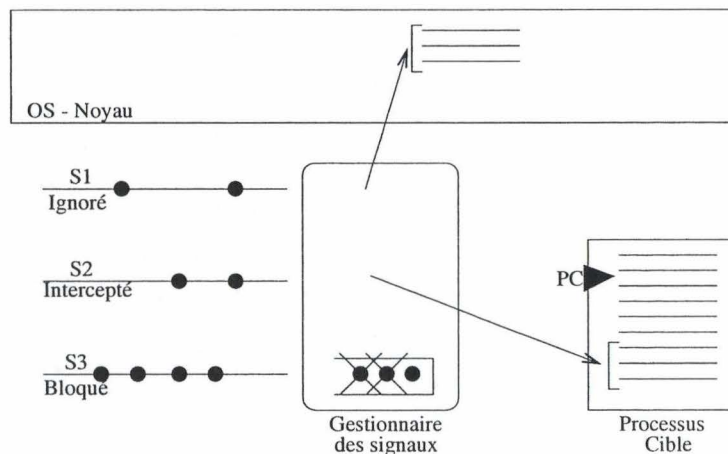 OS - Noyau
S1
Ignoré
S2
Intercepté
PC
S3
Bloqué
Gestionnaire
des signaux
Processus
Cible